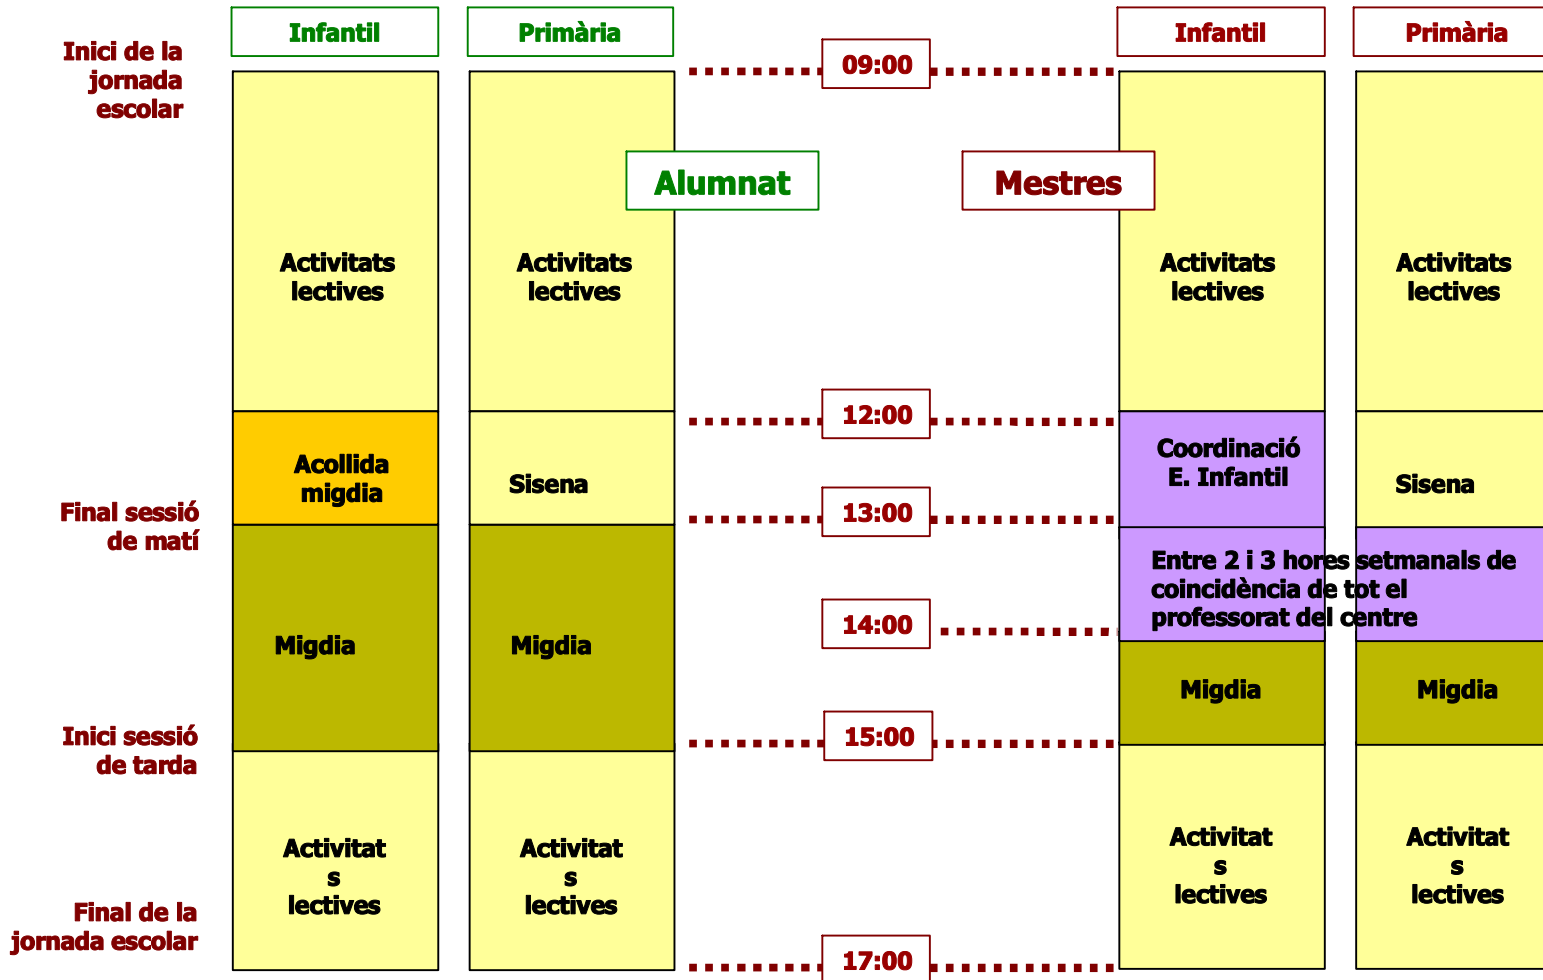 Infantil
Primària
Infantil
Primària
Inici de la
jornada
escolar
09:00
Alumnat
Mestres
Activitats
lectives
Activitats
lectives
Activitats
lectives
Activitats
lectives
12:00
Acollida
migdia
Sisena
Coordinació
E. Infantil
Sisena
Final sessió
de matí
13:00
Entre 2 i 3 hores setmanals de
coincidència de tot el
professorat del centre
14:00
Migdia
Migdia
Migdia
Migdia
Inici sessió
de tarda
15:00
Activitat
s
lectives
Activitat
s
lectives
Activitat
s
lectives
Activitat
s
lectives
Final de la
jornada escolar
17:00